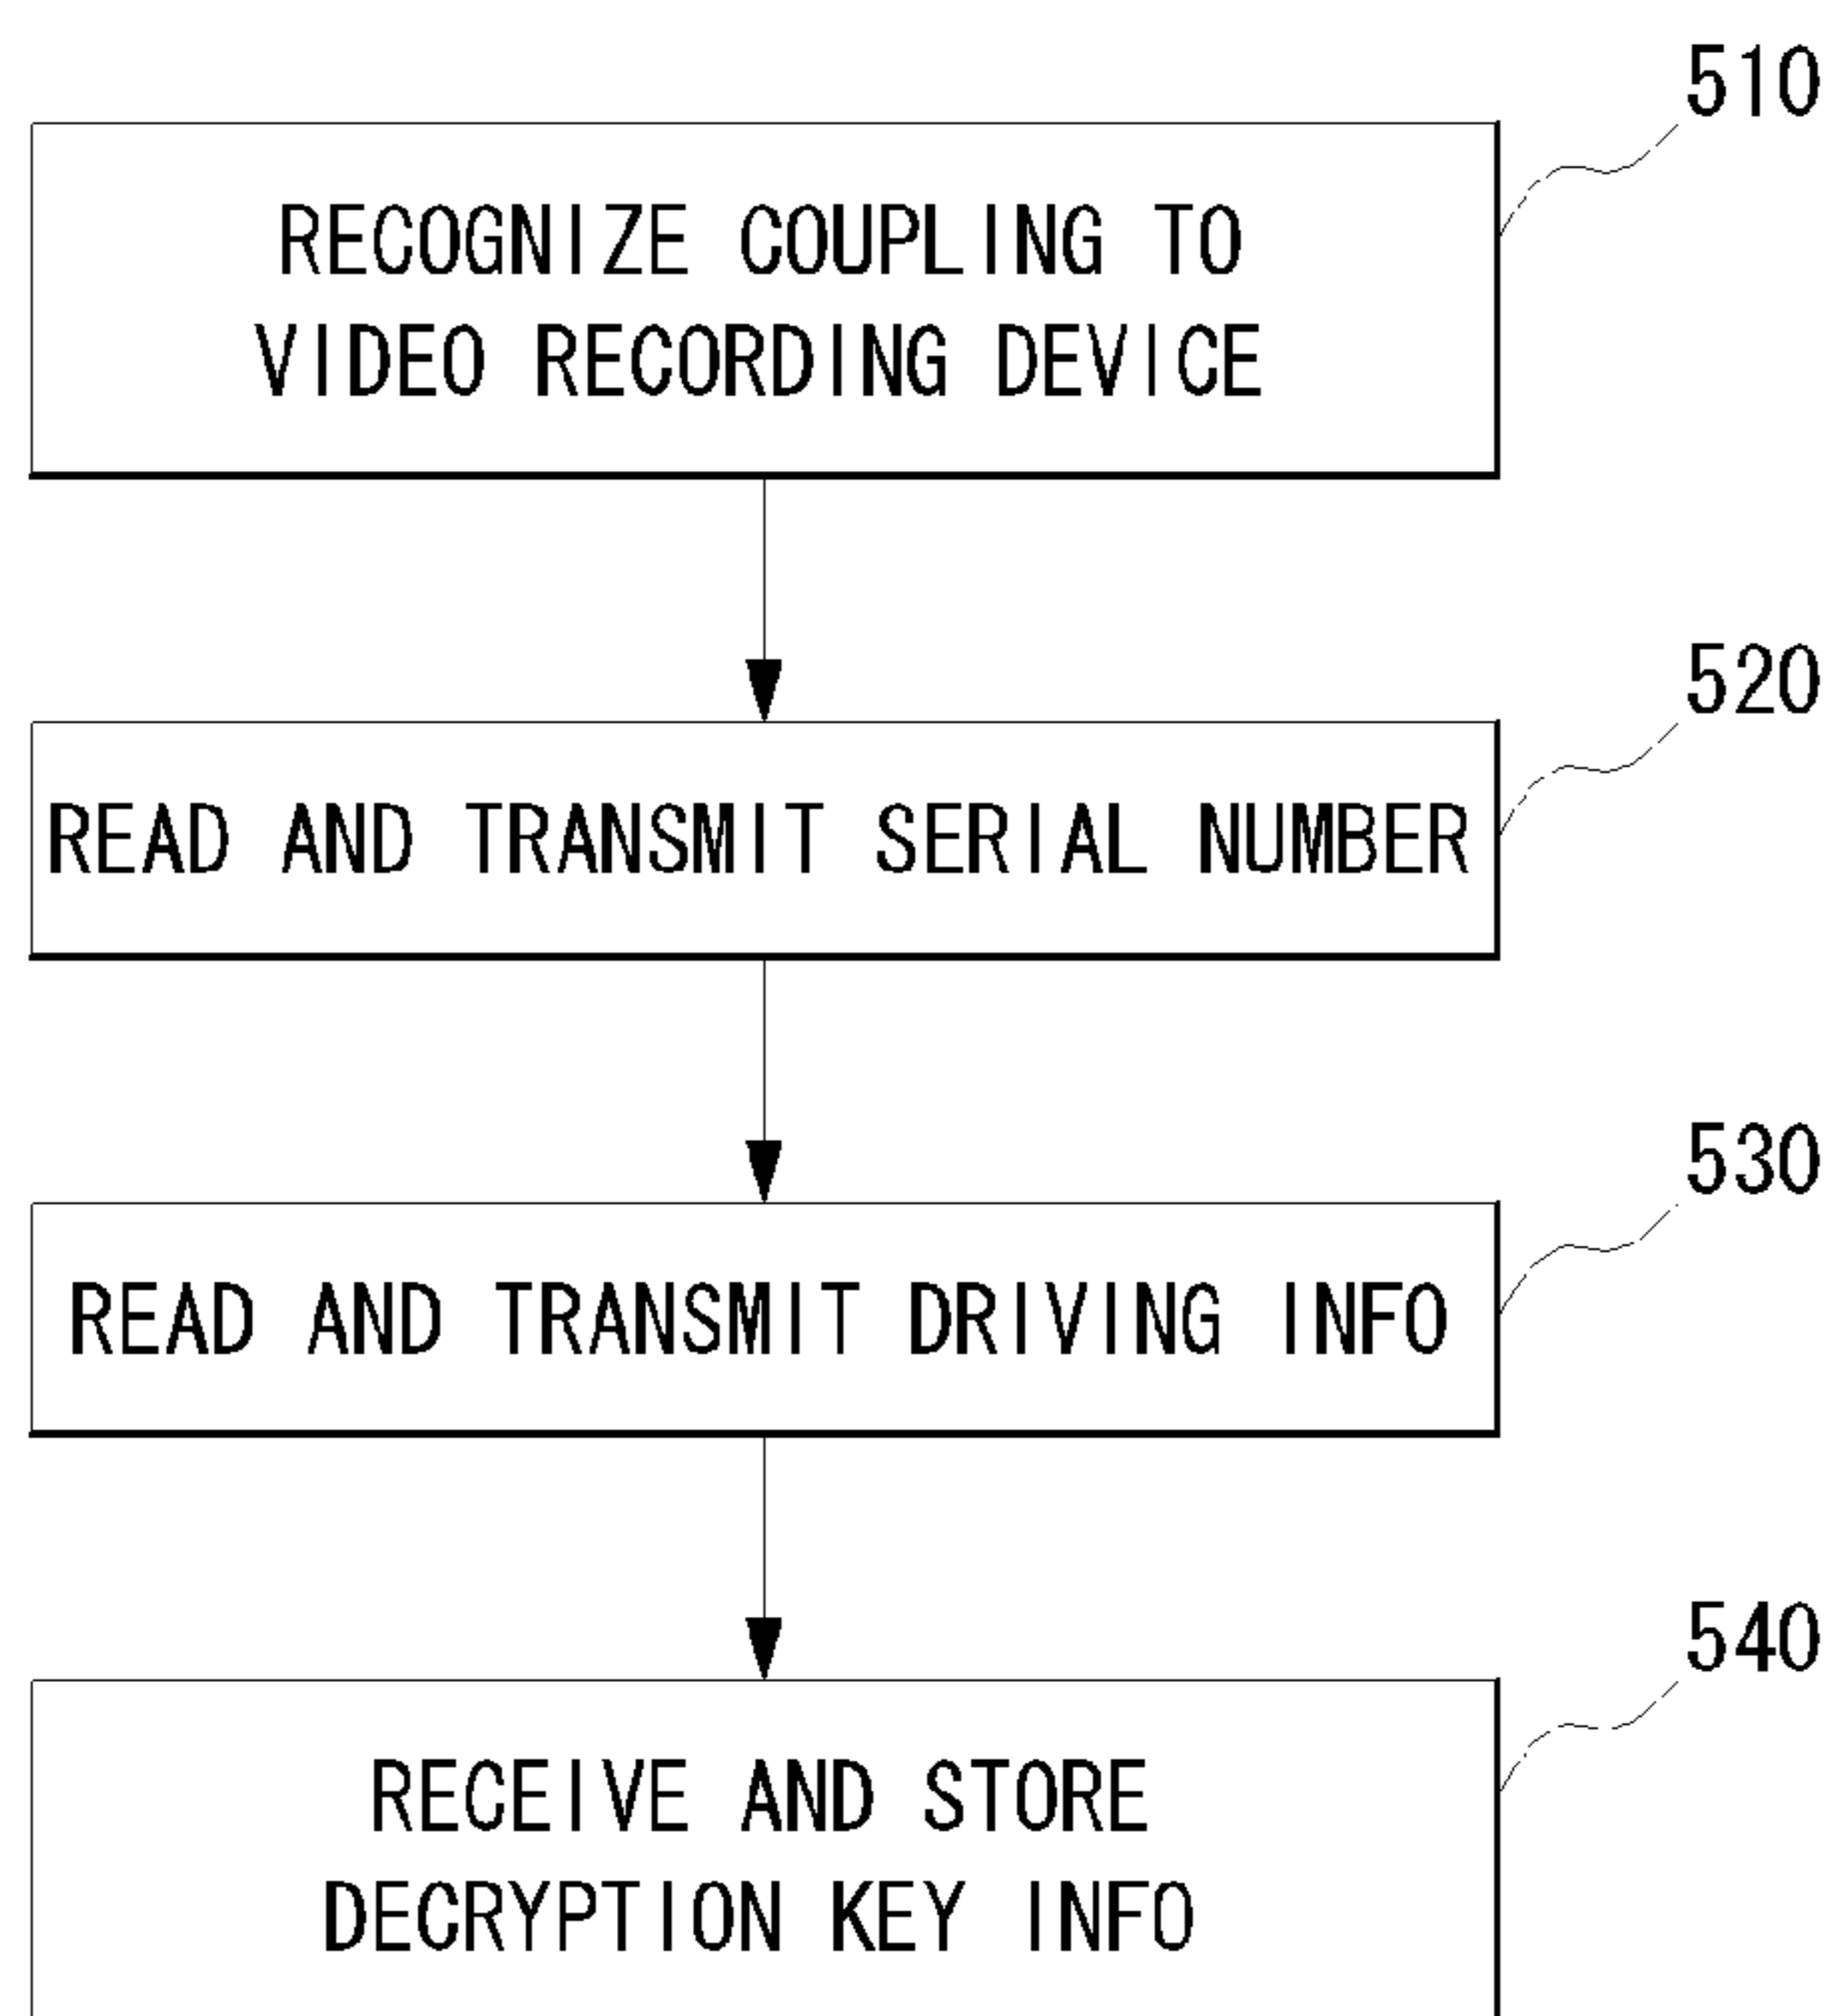 510
RECOGNIZE COUPLING TO
VIDEO RECORDING DEVICE
520
READ AND TRANSMIT SERIAL NUMBER
530
READ AND TRANSMIT DRIVING INFO
540
RECEIVE AND STORE
DECRYPTION KEY INFO